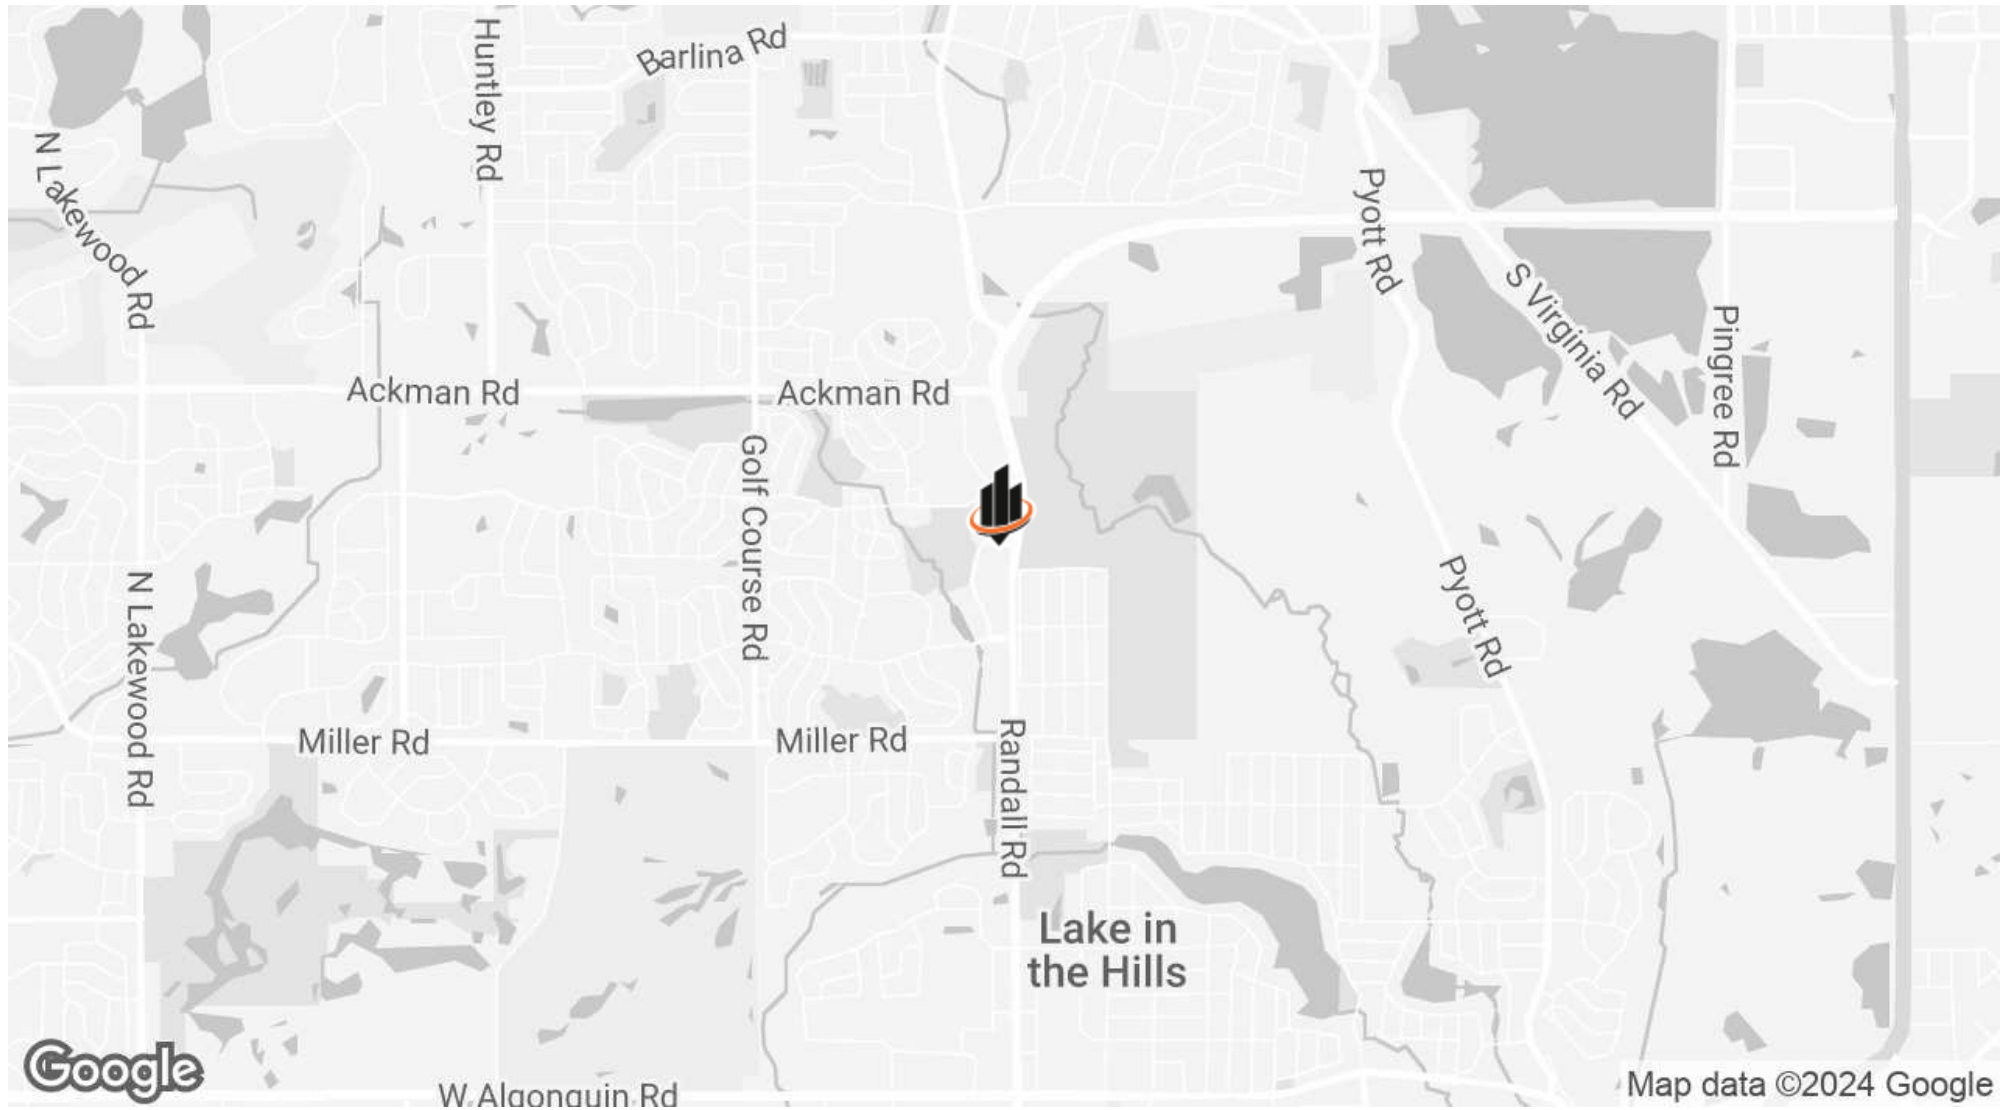 Barlina Rd
Huntley Rd
N Lakewood Rd
Pyott Rd
S Virginia Rd
Pingree Rd
Ackman Rd
Ackman Rd
Golf Course Rd
Pyott Rd
N Lakewood Rd
Miller Rd
Miller Rd
Randall Rd
Lake in
the Hills
Google
W Algonquin Rd
Map data ©2024 Google